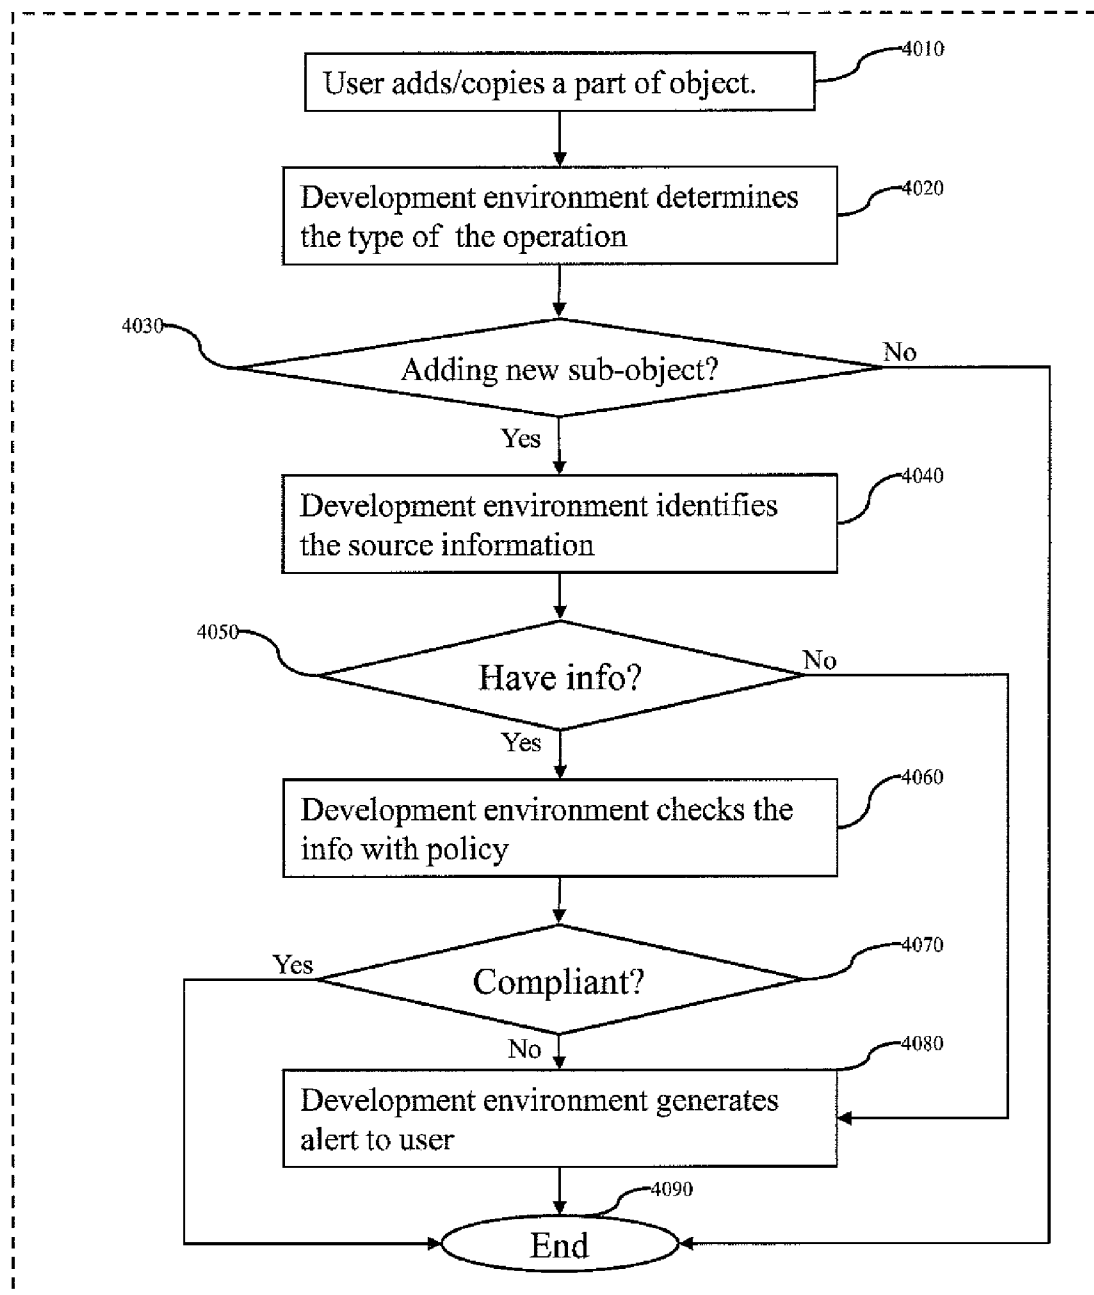 4010
User adds/copies a part of object.
4020
Development environment determines
the type of the operation
4030
Adding new sub-object?
No
Yes
4040
Development environment identifies
the source information
4050
Have info?
No
Yes
4060
Development environment checks the
info with policy
4070
Yes
Compliant?
No
4080
Development environment generates
alert to user
4090
End